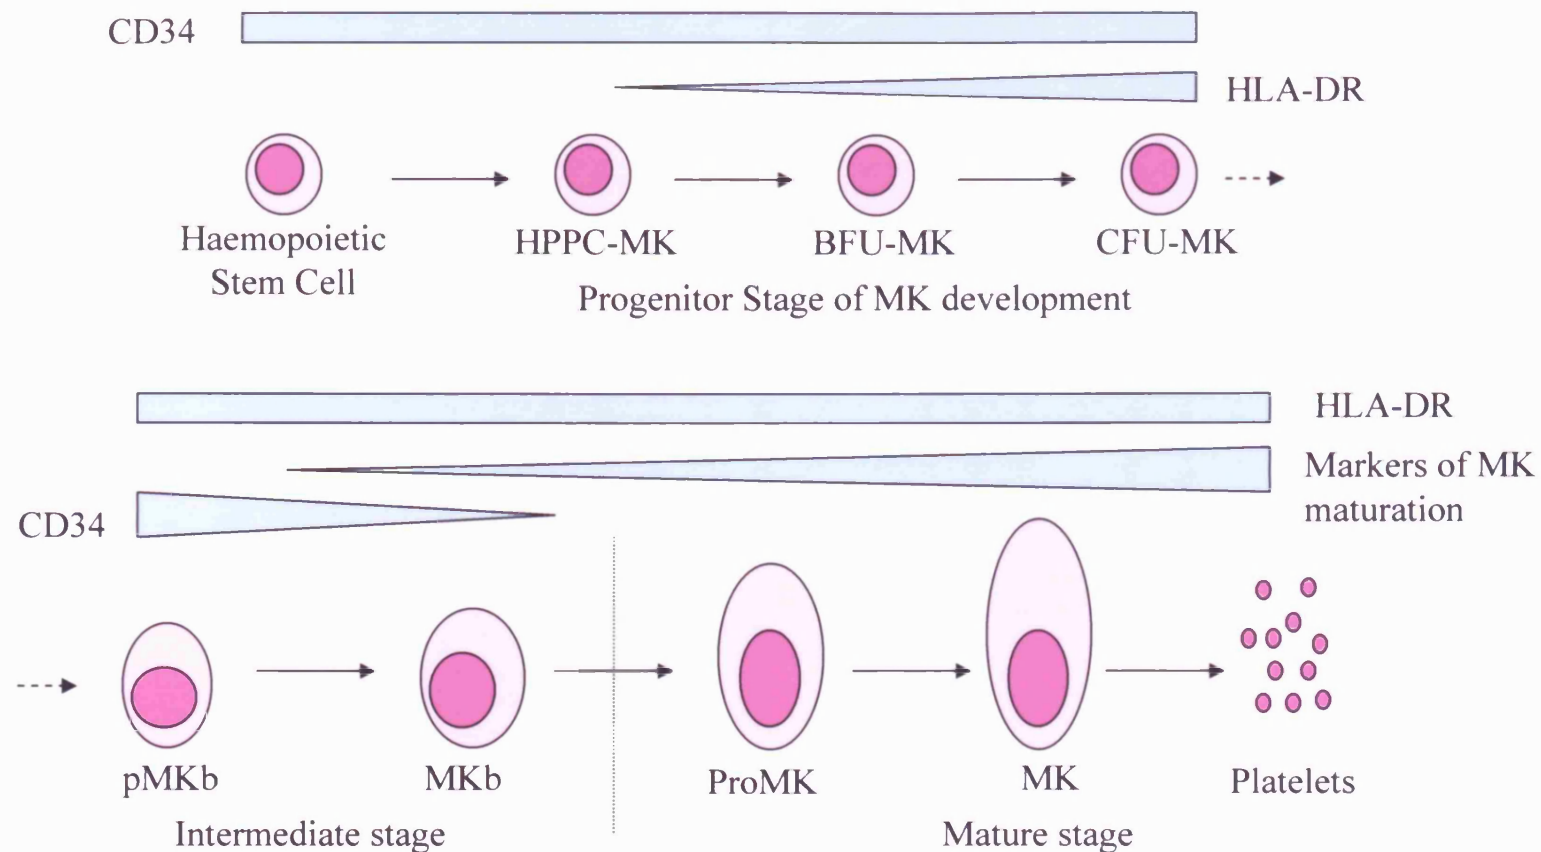 CD34
HLA-DR
Haemopoietic
Stem Cell
HPPC-MK
BFU-MK
CFU-MK
Progenitor Stage of MK development
HLA-DR
Markers of MK
maturation
CD34
pMKb
MKb
ProMK
MK
Platelets
Intermediate stage
Mature stage